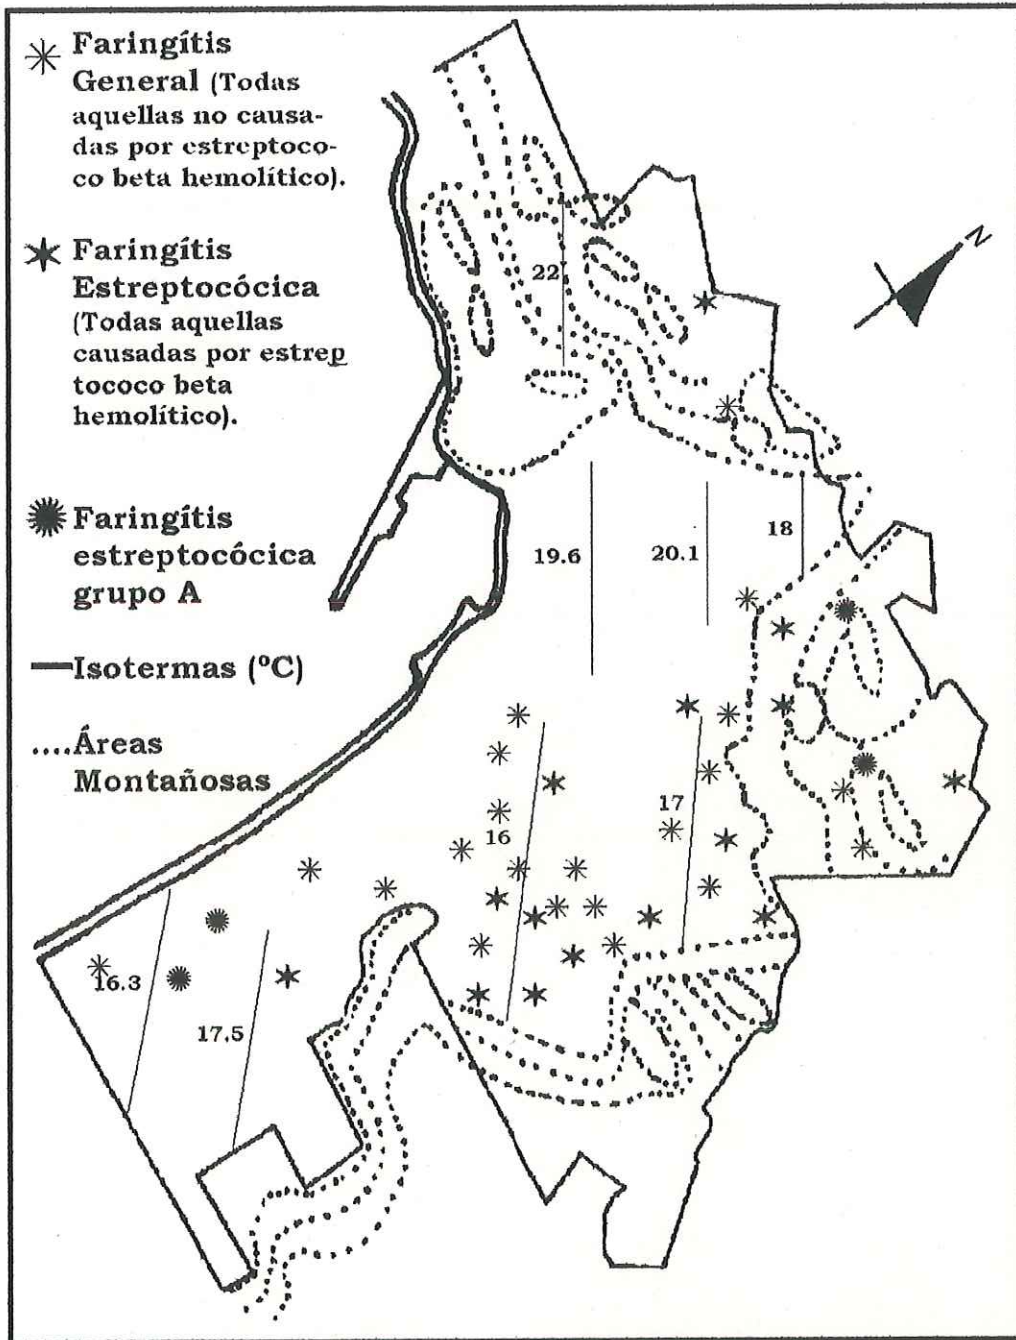 Faringítis
General (Todas
aquellas no causa-
das por estreptoco-
co beta hemolítico).
Faringítis
Estreptocócica
(Todas aquellas
causadas por estrep
tococo beta
hemolítico).
Faringítis
estreptocócica
grupo A
Isotermas (ºC)
....Áreas
Montañosas
N
22
19.6
20.1
18
16
17
16.3
17,5